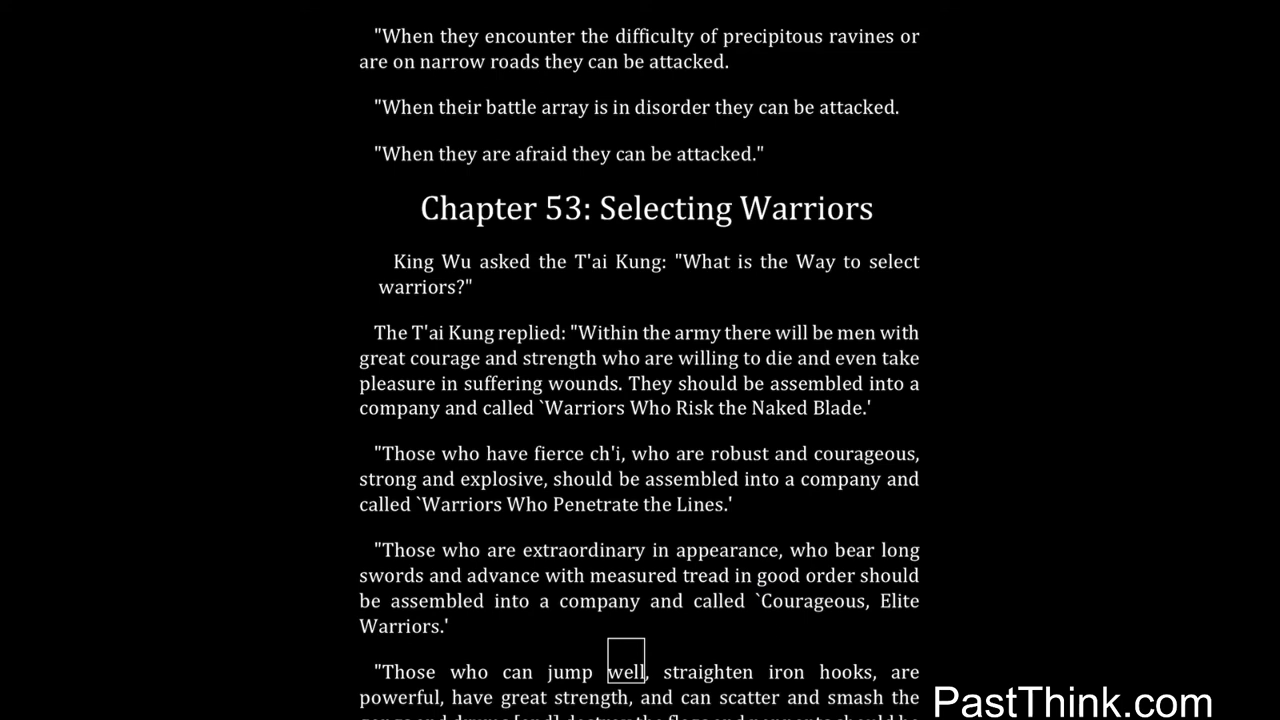 "When they encounter the difficulty of precipitous ravines or
are on narrow roads they can be attacked.
"When their battle array is in disorder they can be attacked.
"When they are afraid they can be attacked."
Chapter 53: Selecting Warriors
King Wu asked the T'ai Kung: "What is the Way to select
warriors?"
The T'ai Kung replied: "Within the army there will be men with
great courage and strength who are willing to die and even take
pleasure in suffering wounds. They should be assembled into a
company and called `Warriors Who Risk the Naked Blade.'
"Those who have fierce ch'i, who are robust and courageous,
strong and explosive, should be assembled into a company and
called `Warriors Who Penetrate the Lines.'
"Those who are extraordinary in appearance, who bear long
swords and advance with measured tread in good order should
be assembled into a company and called `Courageous, Elite
Warriors.'
"Those who can jump well, straighten iron hooks, are
powerful, have great strength, and can scatter and smash the
PastThink.com